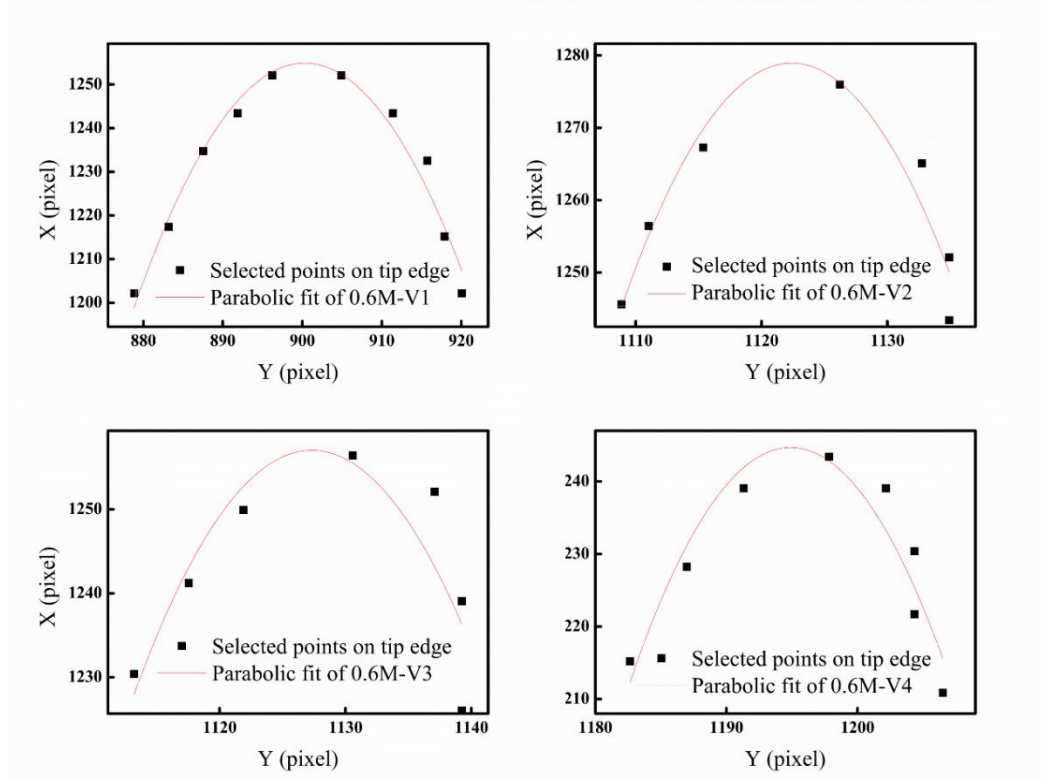 1250
1240
1230
1220
1210
1200
X (pixel)
Selected points on tip edge
Parabolic fit of 0.6M-V1
880 890 900 910 920
Y (pixel)
1280
1270
1260
1250
X (pixel)
Selected points on tip edge
Parabolic fit of 0.6M-V2
1110 1120 1130
Y (pixel)
1250
1240
1230
X (pixel)
Selected points on tip edge
Parabolic fit of 0.6M-V3
1120 1130 1140
Y (pixel)
240
230
220
210
X (pixel)
Selected points on tip edge
Parabolic fit of 0.6M-V4
1180 1190 1200
Y (pixel)